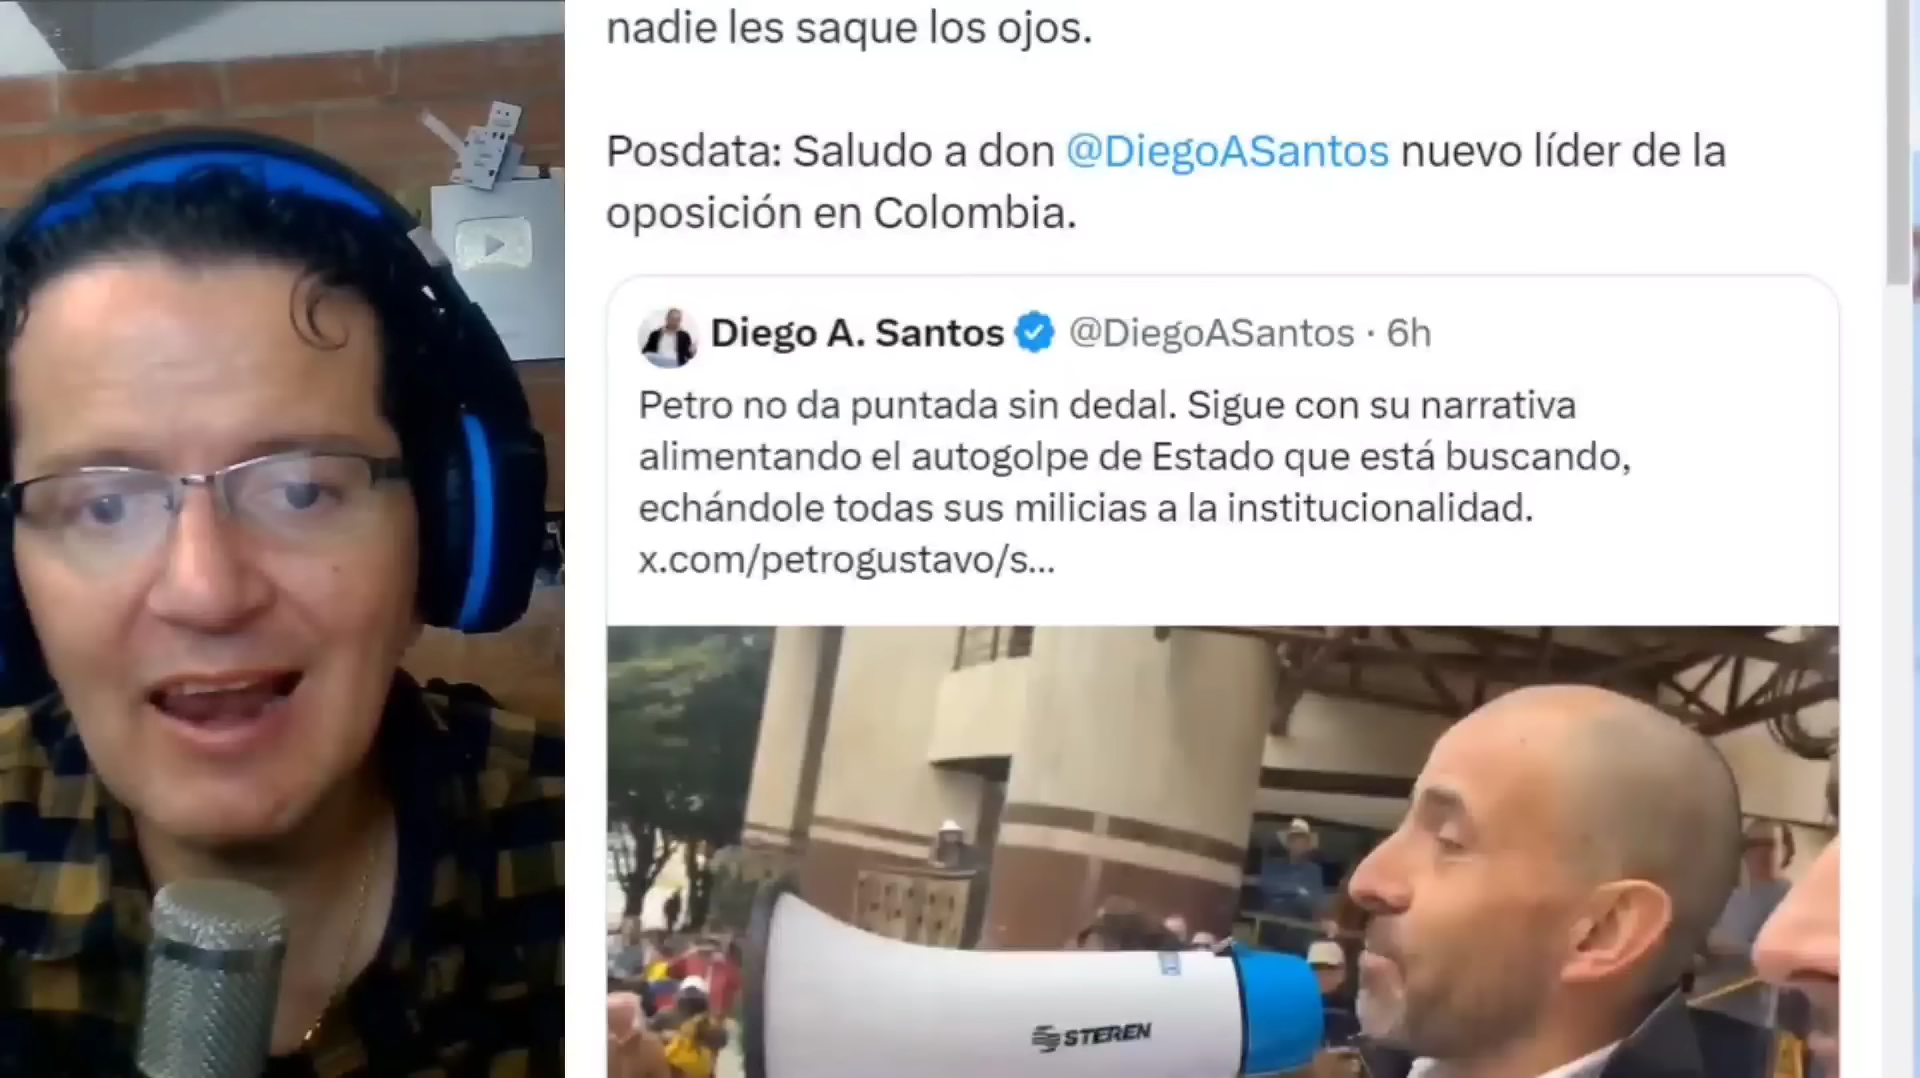 nadie les saque los ojos.
Posdata: Saludo a don @DiegoASantos nuevo líder de la
oposición en Colombia.
Diego A. Santos @DiegoASantos · 6h
Petro no da puntada sin dedal. Sigue con su narrativa
alimentando el autogolpe de Estado que está buscando,
echándole todas sus milicias a la institucionalidad.
x.com/petrogustavo/s...
STEREN